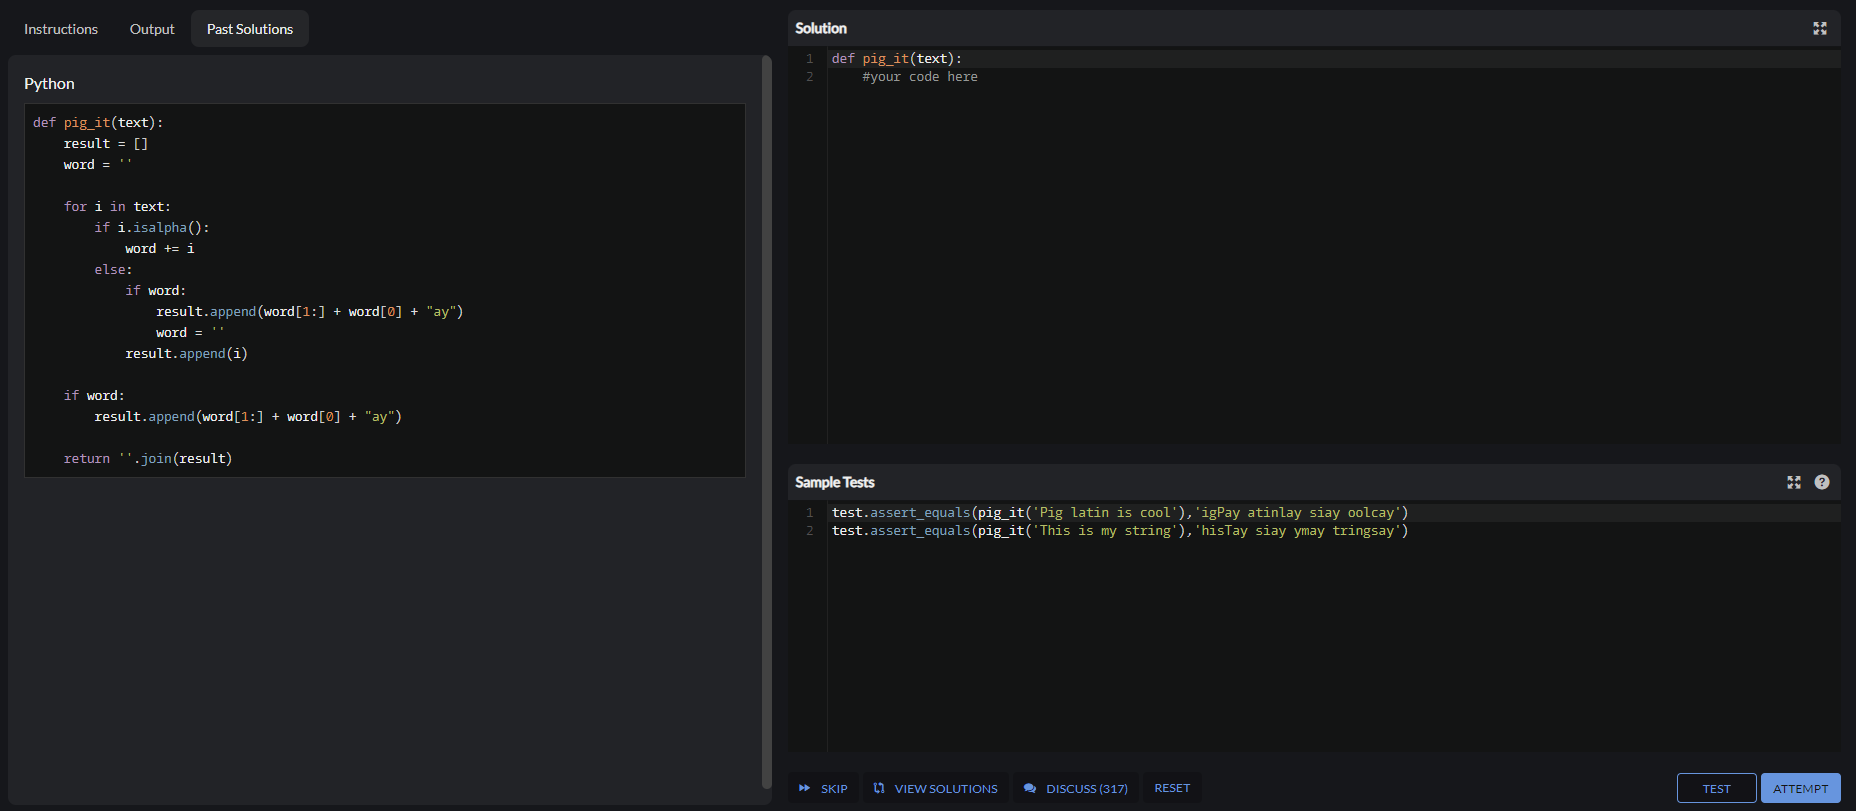 Instructions Output Past Solutions
Python
def pig_it(text):
    result = []
    word = ''
    for i in text:
        if i.isalpha():
            word += i
        else:
            if word:
                result.append(word[1:] + word[0] + "ay")
                word = ''
            result.append(i)
    if word:
        result.append(word[1:] + word[0] + "ay")
    return ''.join(result)
Solution
1 def pig_it(text):
2     #your code here
Sample Tests
1 test.assert_equals(pig_it('Pig latin is cool'),'igPay atinlay siay oolcay')
2 test.assert_equals(pig_it('This is my string'),'hisTay siay ymay tringsay')
SKIP VIEW SOLUTIONS DISCUSS (317) RESET TEST ATTEMPT